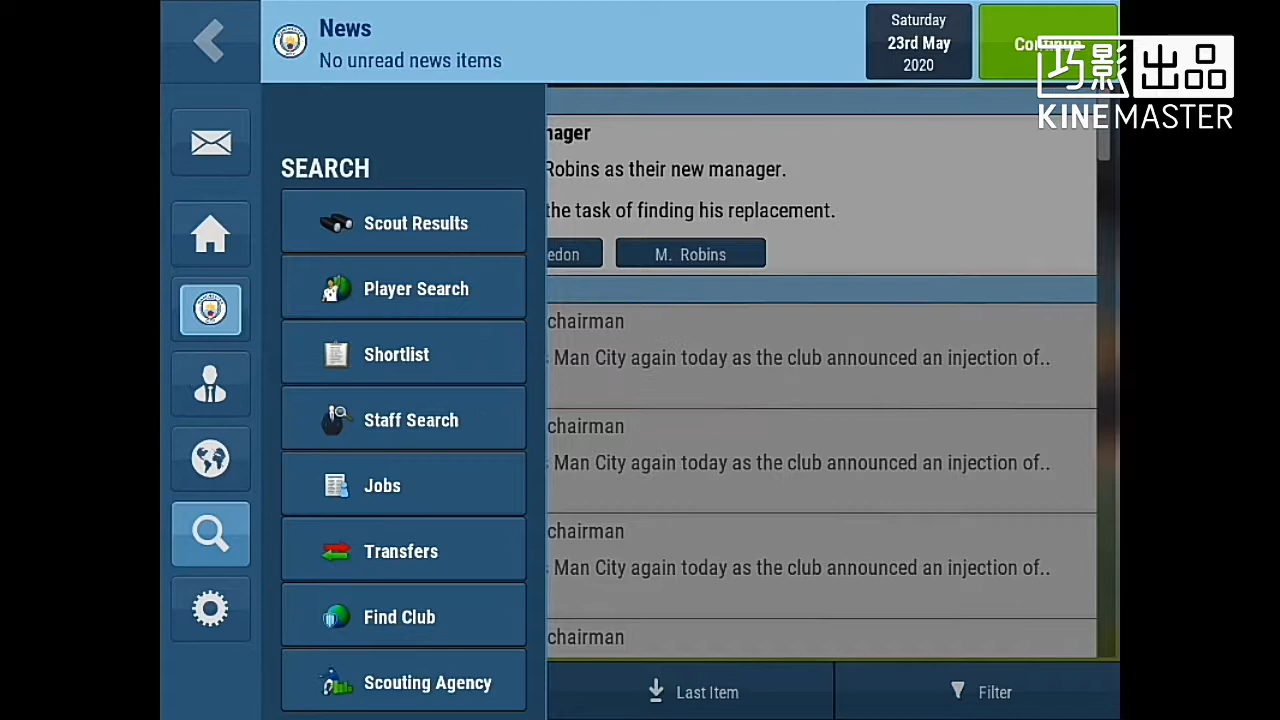 News
No unread news items
Saturday
23rd May
2020
巧影出品
KINEMASTER
SEARCH
Scout Results
Player Search
Shortlist
Staff Search
Jobs
Transfers
Find Club
Scouting Agency
nager
Robins as their new manager.
the task of finding his replacement.
edon
M. Robins
chairman
Man City again today as the club announced an injection of..
chairman
Man City again today as the club announced an injection of..
chairman
Man City again today as the club announced an injection of..
chairman
Last Item
Filter